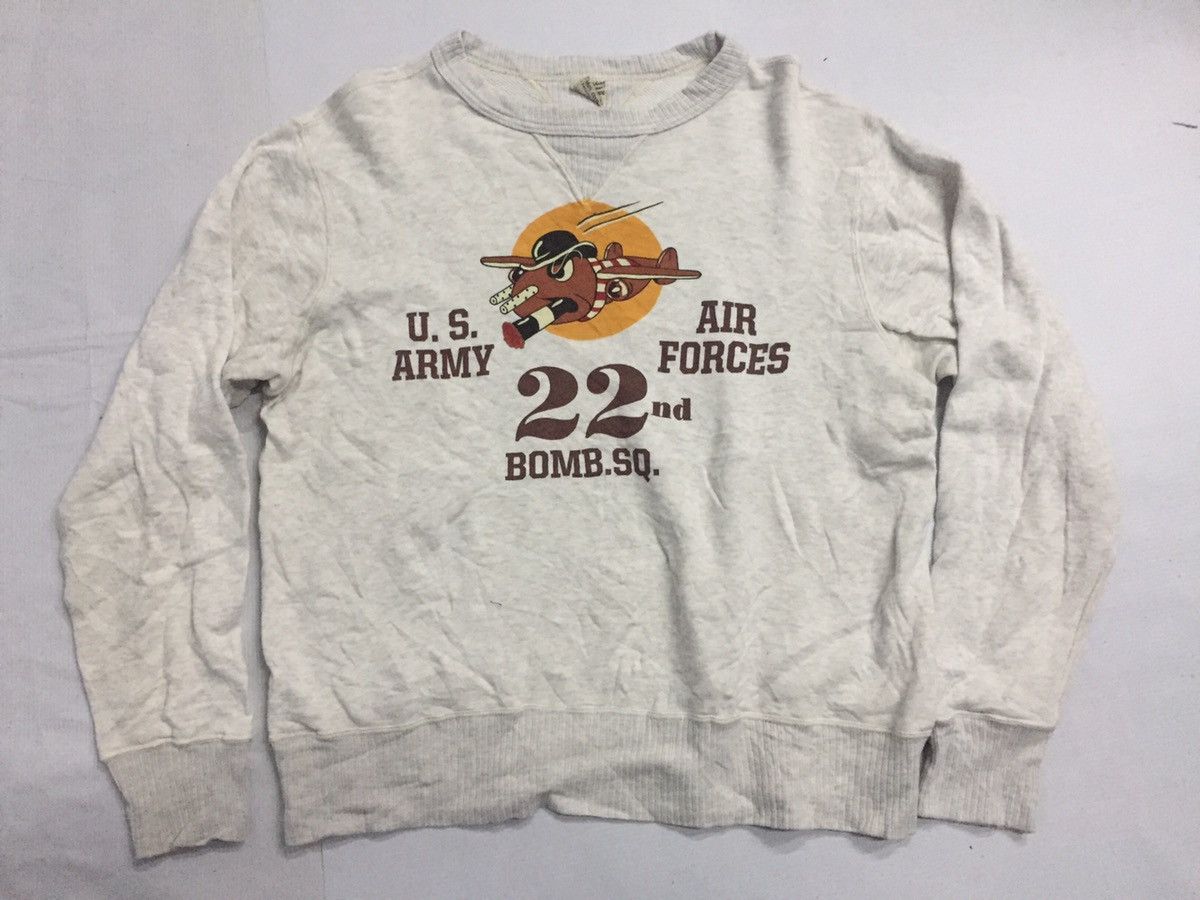 U. S. AIR
ARMY FORCES
22nd
BOMB.SQ.